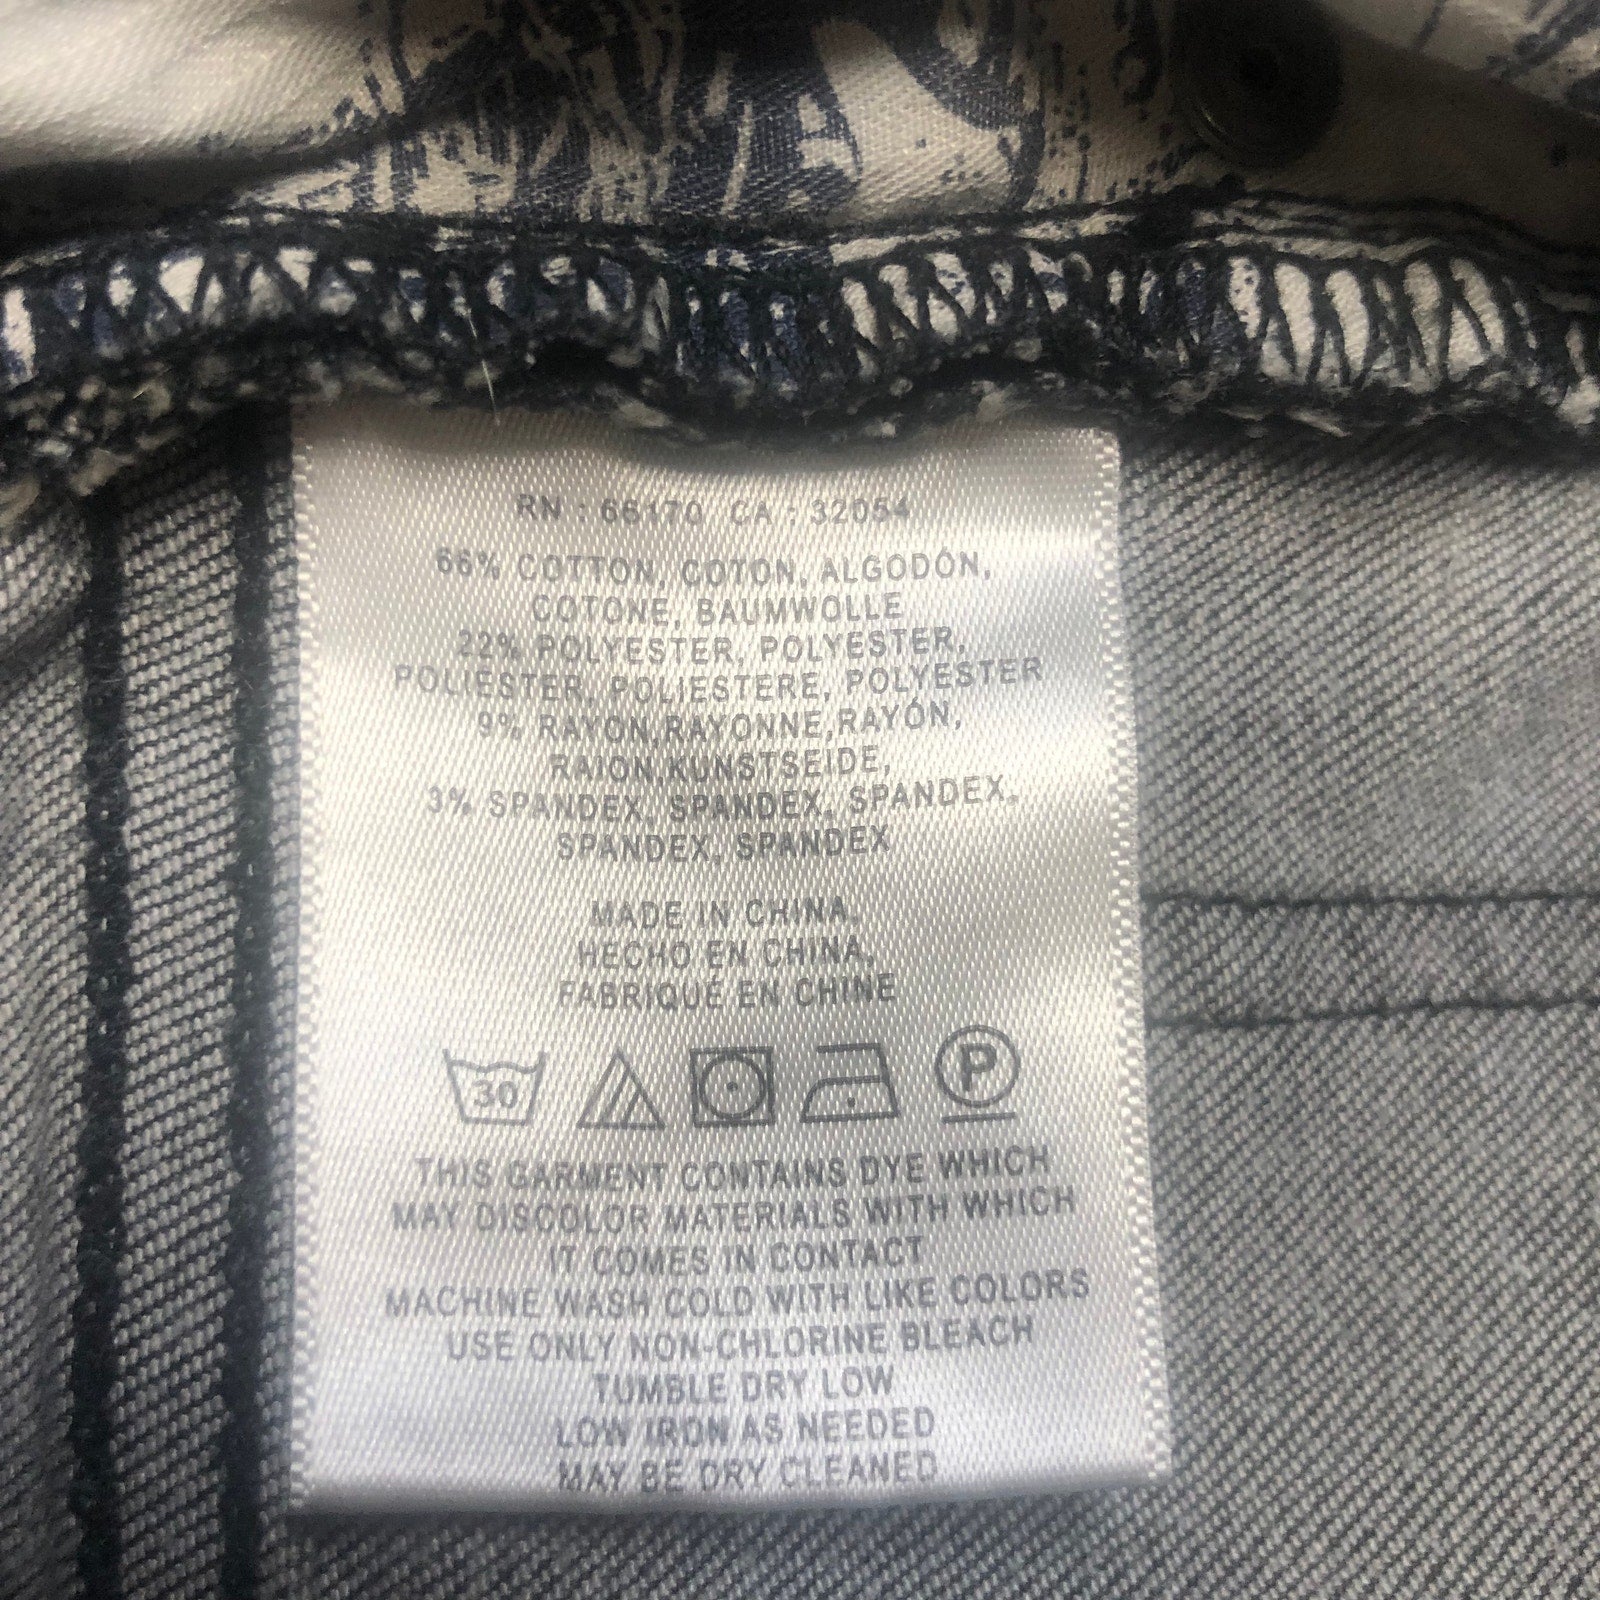 RN : 66170 CA : 32054
66% COTTON, COTON, ALGODÓN,
COTONE, BAUMWOLLE
22% POLYESTER, POLYESTER,
POLIESTER, POLIESTERE, POLYESTER
9% RAYON,RAYONNE,RAYÓN,
RAION,KUNSTSEIDE,
3% SPANDEX, SPANDEX, SPANDEX,
SPANDEX, SPANDEX
MADE IN CHINA,
HECHO EN CHINA,
FABRIQUÉ EN CHINE
30 P
THIS GARMENT CONTAINS DYE WHICH
MAY DISCOLOR MATERIALS WITH WHICH
IT COMES IN CONTACT
MACHINE WASH COLD WITH LIKE COLORS
USE ONLY NON-CHLORINE BLEACH
TUMBLE DRY LOW
LOW IRON AS NEEDED
MAY BE DRY CLEANED